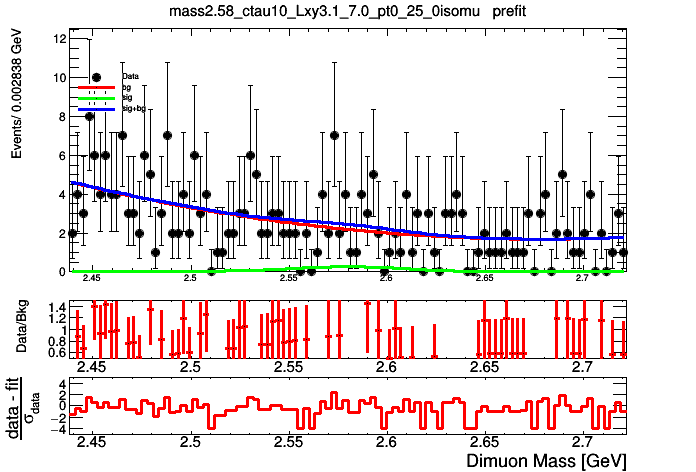 mass2.58_ctau10_Lxy3.1_7.0_pt0_25_0isomu prefit
Events/ 0.002838 GeV
12
10
8
6
4
2
0
Data
bg
sig
sig+bg
2.45 2.5 2.55 2.6 2.65 2.7
Data/Bkg
1.4
1.2
1
0.8
0.6
2.45 2.5 2.55 2.6 2.65 2.7
data - fit
σdata
4
2
0
−2
−4
2.45 2.5 2.55 2.6 2.65 2.7
Dimuon Mass [GeV]